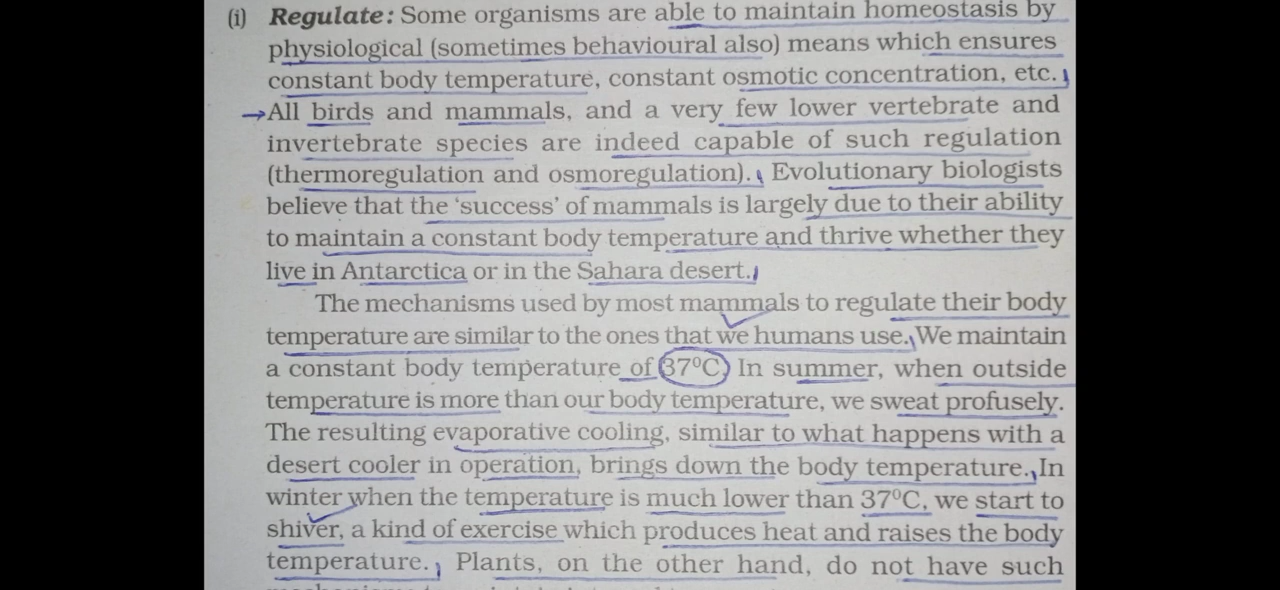 (i) Regulate: Some organisms are able to maintain homeostasis by
physiological (sometimes behavioural also) means which ensures
constant body temperature, constant osmotic concentration, etc.
→All birds and mammals, and a very few lower vertebrate and
invertebrate species are indeed capable of such regulation
(thermoregulation and osmoregulation). Evolutionary biologists
believe that the ‘success’ of mammals is largely due to their ability
to maintain a constant body temperature and thrive whether they
live in Antarctica or in the Sahara desert.
The mechanisms used by most mammals to regulate their body
temperature are similar to the ones that we humans use. We maintain
a constant body temperature of 37⁰C. In summer, when outside
temperature is more than our body temperature, we sweat profusely.
The resulting evaporative cooling, similar to what happens with a
desert cooler in operation, brings down the body temperature. In
winter when the temperature is much lower than 37⁰C, we start to
shiver, a kind of exercise which produces heat and raises the body
temperature. Plants, on the other hand, do not have such